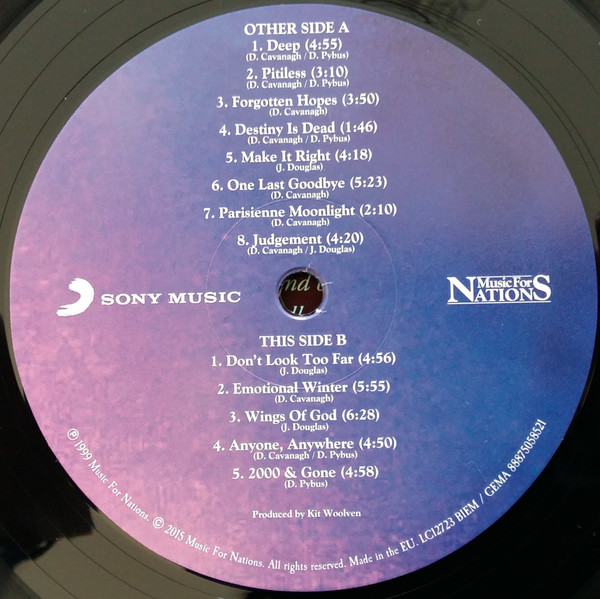 OTHER SIDE A
1. Deep (4:55)
(D. Cavanagh / D. Pybus)
2. Pitiless (3:10)
(D. Cavanagh / D. Pybus)
3. Forgotten Hopes (3:50)
(D. Cavanagh)
4. Destiny Is Dead (1:46)
(D. Cavanagh / D. Pybus)
5. Make It Right (4:18)
(J. Douglas)
6. One Last Goodbye (5:23)
(D. Cavanagh)
7. Parisienne Moonlight (2:10)
(D. Cavanagh)
8. Judgement (4:20)
(D. Cavanagh / J. Douglas)
SONY MUSIC
Music For
NATIONS
THIS SIDE B
1. Don't Look Too Far (4:56)
(J. Douglas)
2. Emotional Winter (5:55)
(D. Cavanagh)
3. Wings Of God (6:28)
(J. Douglas)
4. Anyone, Anywhere (4:50)
(D. Cavanagh / D. Pybus)
5. 2000 & Gone (4:58)
(D. Pybus)
Produced by Kit Woolven
℗ 1999 Music For Nations. © 2015 Music For Nations. All rights reserved. Made in the EU. LC12723 BIEM / GEMA 88875058521